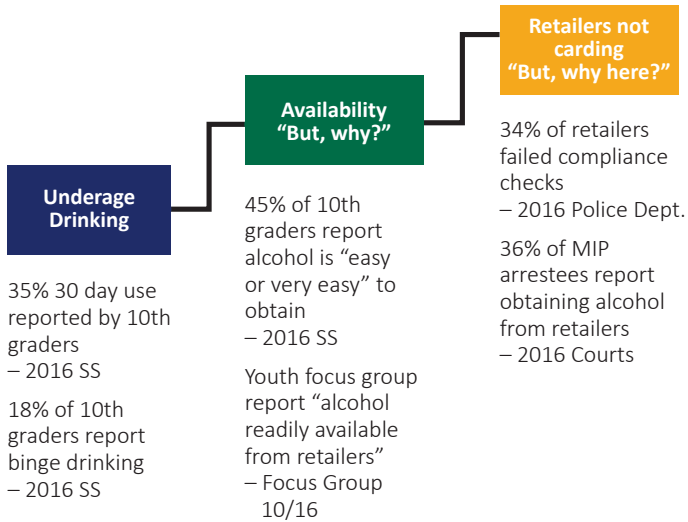 Underage
Drinking
35% 30 day use
reported by 10th
graders
– 2016 SS
18% of 10th
graders report
binge drinking
– 2016 SS
Availability
“But, why?”
45% of 10th
graders report
alcohol is “easy
or very easy” to
obtain
– 2016 SS
Youth focus group
report “alcohol
readily available
from retailers”
– Focus Group
10/16
Retailers not
carding
“But, why here?”
34% of retailers
failed compliance
checks
– 2016 Police Dept.
36% of MIP
arrestees report
obtaining alcohol
from retailers
– 2016 Courts